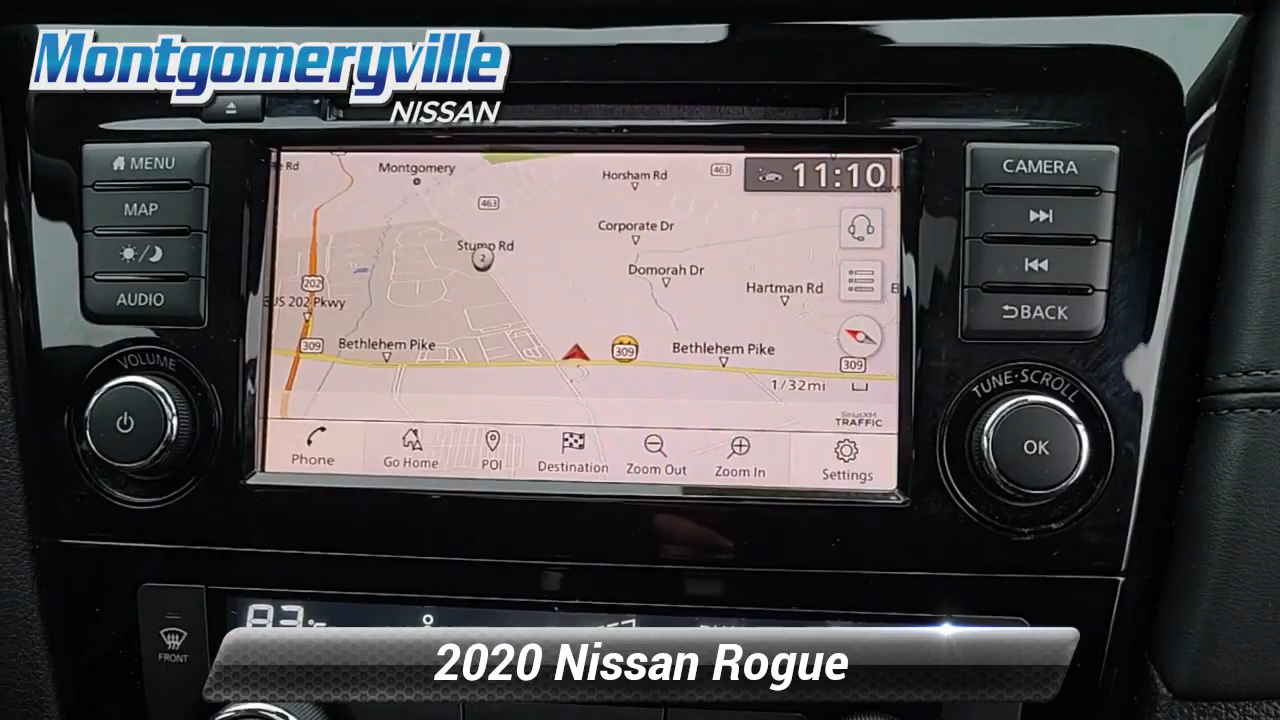 Montgomeryville
NISSAN
MENU
MAP
AUDIO
VOLUME
CAMERA
BACK
TUNE·SCROLL
OK
Rd
Montgomery
463
Horsham Rd
463
11:10
Corporate Dr
Stump Rd
2
Domorah Dr
Hartman Rd
202
US 202 Pkwy
309
Bethlehem Pike
309
Bethlehem Pike
309
1/32mi
SiriusXM
TRAFFIC
Phone
Go Home
POI
Destination
Zoom Out
Zoom In
Settings
83
FRONT
2020 Nissan Rogue